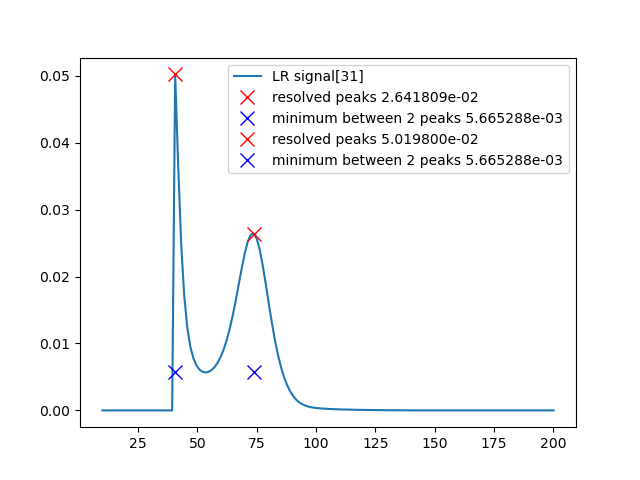 LR signal[31]
resolved peaks 2.641809e-02
minimum between 2 peaks 5.665288e-03
resolved peaks 5.019800e-02
minimum between 2 peaks 5.665288e-03
0.05
0.04
0.03
0.02
0.01
0.00
25 50 75 100 125 150 175 200